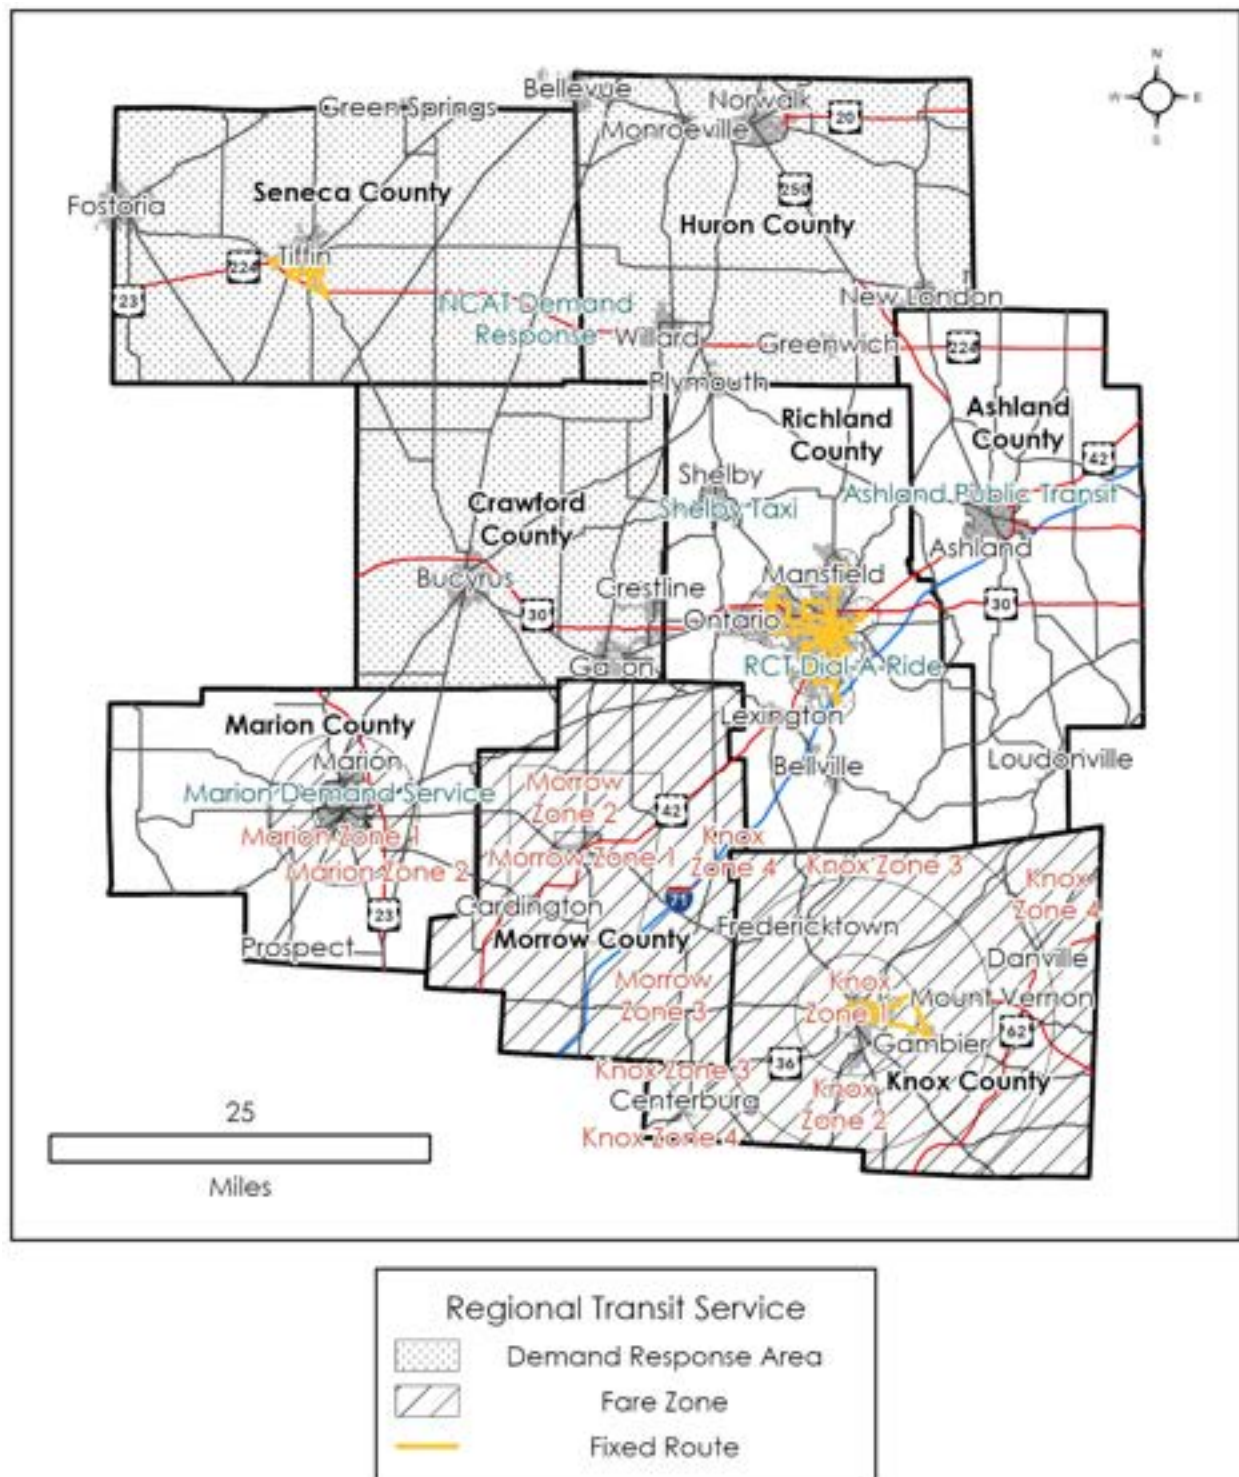 N
W
E
S
Bellevue
Green Springs
Norwalk
Monroeville
20
Seneca County
250
Fostoria
Huron County
Tiffin
224
23
NCAT Demand
Response
New London
Willard
Greenwich
224
Plymouth
Richland
County
Ashland
County
42
Shelby
Shelby Taxi
Ashland Public Transit
Crawford
County
Ashland
Bucyrus
Mansfield
Crestline
30
Ontario
30
Galion
RCT Dial-A-Ride
Marion County
Lexington
Marion
Bellville
Loudonville
Marion Demand Service
Morrow
Zone 2
42
Marion Zone 1
Marion Zone 2
Morrow Zone 1
Knox
Zone 4
Knox Zone 3
Knox
Zone 4
71
Cardington
23
Fredericktown
Morrow County
Prospect
Danville
Morrow
Zone 3
Knox
Zone 1
Mount Vernon
62
Gambier
36
Knox Zone 3
Knox County
Centerburg
Knox
Zone 2
Knox Zone 4
25
Miles
Regional Transit Service
Demand Response Area
Fare Zone
Fixed Route